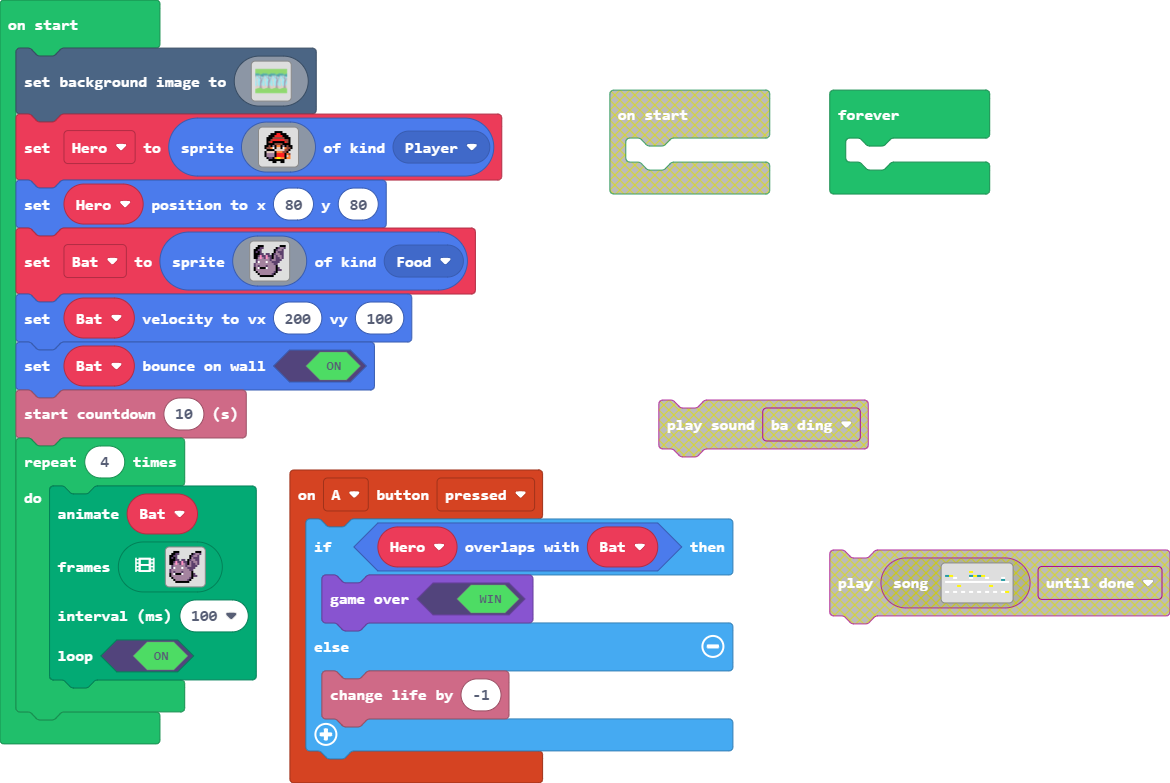 on start
set background image to
set Hero to sprite of kind Player
set Hero position to x 80 y 80
set Bat to sprite of kind Food
set Bat velocity to vx 200 vy 100
set Bat bounce on wall ON
start countdown 10 (s)
repeat 4 times
do
animate Bat
frames
interval (ms) 100
loop ON
on A button pressed
if Hero overlaps with Bat then
game over WIN
else
change life by -1
on start
forever
play sound ba ding
play song until done